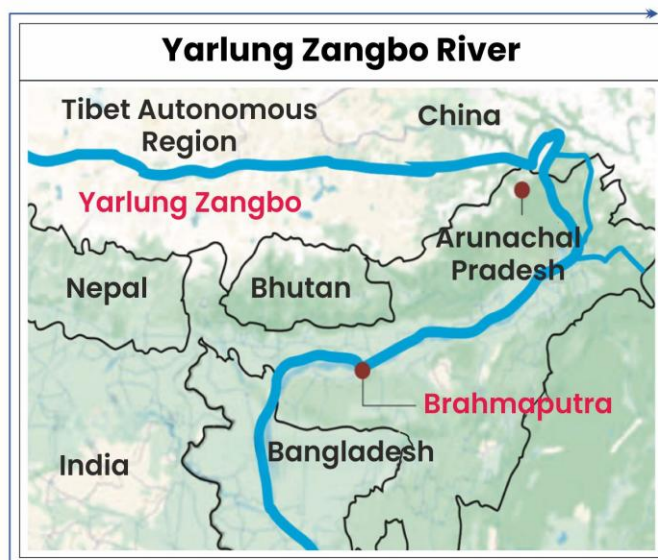 Yarlung Zangbo River
Tibet Autonomous
Region
China
Yarlung Zangbo
Arunachal
Pradesh
Nepal
Bhutan
Brahmaputra
Bangladesh
India